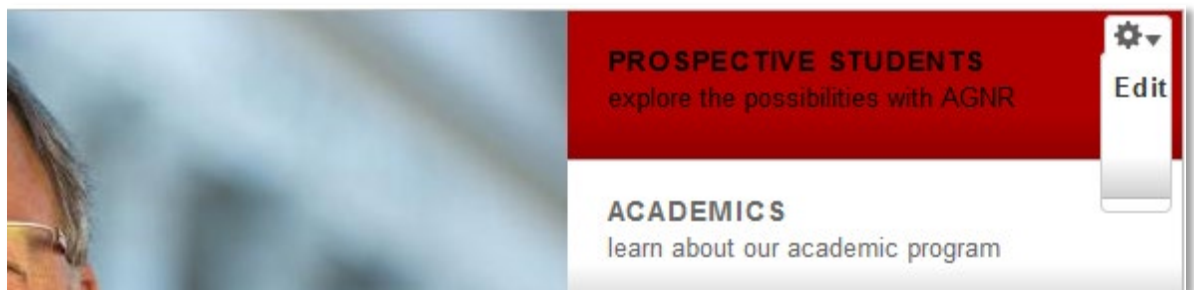 PROSPECTIVE STUDENTS
explore the possibilities with AGNR
Edit
ACADEMICS
learn about our academic program